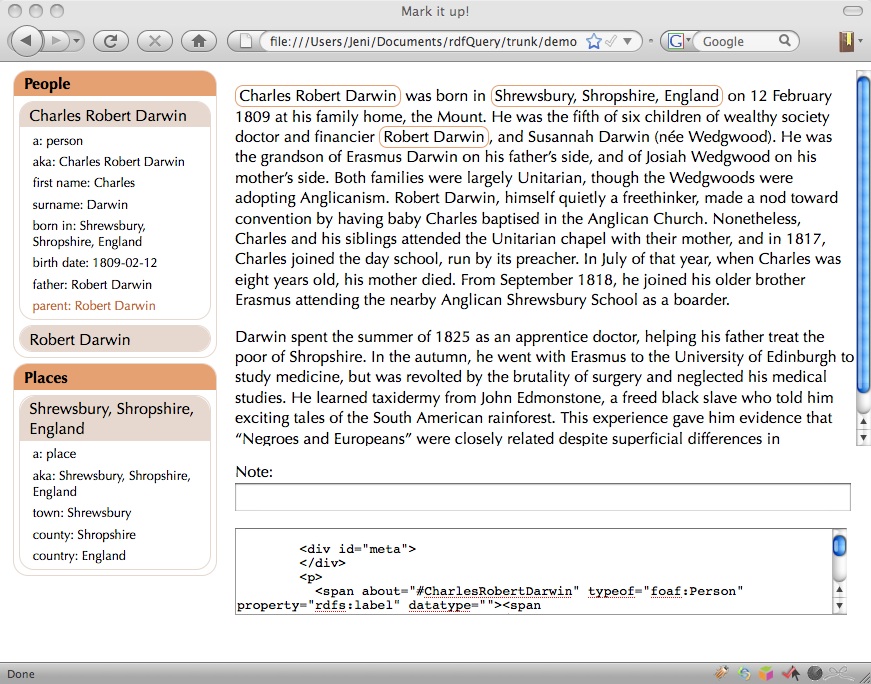 Mark it up!
file:///Users/Jeni/Documents/rdfQuery/trunk/demo
Google
People
Charles Robert Darwin
a: person
aka: Charles Robert Darwin
first name: Charles
surname: Darwin
born in: Shrewsbury,
Shropshire, England
birth date: 1809-02-12
father: Robert Darwin
parent: Robert Darwin
Robert Darwin
Places
Shrewsbury, Shropshire,
England
a: place
aka: Shrewsbury, Shropshire,
England
town: Shrewsbury
county: Shropshire
country: England
Charles Robert Darwin was born in Shrewsbury, Shropshire, England on 12 February
1809 at his family home, the Mount. He was the fifth of six children of wealthy society
doctor and financier Robert Darwin, and Susannah Darwin (née Wedgwood). He was
the grandson of Erasmus Darwin on his father’s side, and of Josiah Wedgwood on his
mother’s side. Both families were largely Unitarian, though the Wedgwoods were
adopting Anglicanism. Robert Darwin, himself quietly a freethinker, made a nod toward
convention by having baby Charles baptised in the Anglican Church. Nonetheless,
Charles and his siblings attended the Unitarian chapel with their mother, and in 1817,
Charles joined the day school, run by its preacher. In July of that year, when Charles was
eight years old, his mother died. From September 1818, he joined his older brother
Erasmus attending the nearby Anglican Shrewsbury School as a boarder.
Darwin spent the summer of 1825 as an apprentice doctor, helping his father treat the
poor of Shropshire. In the autumn, he went with Erasmus to the University of Edinburgh to
study medicine, but was revolted by the brutality of surgery and neglected his medical
studies. He learned taxidermy from John Edmonstone, a freed black slave who told him
exciting tales of the South American rainforest. This experience gave him evidence that
“Negroes and Europeans” were closely related despite superficial differences in
Note:
<div id="meta">
</div>
<p>
<span about="#CharlesRobertDarwin" typeof="foaf:Person"
property="rdfs:label" datatype=""><span
Done